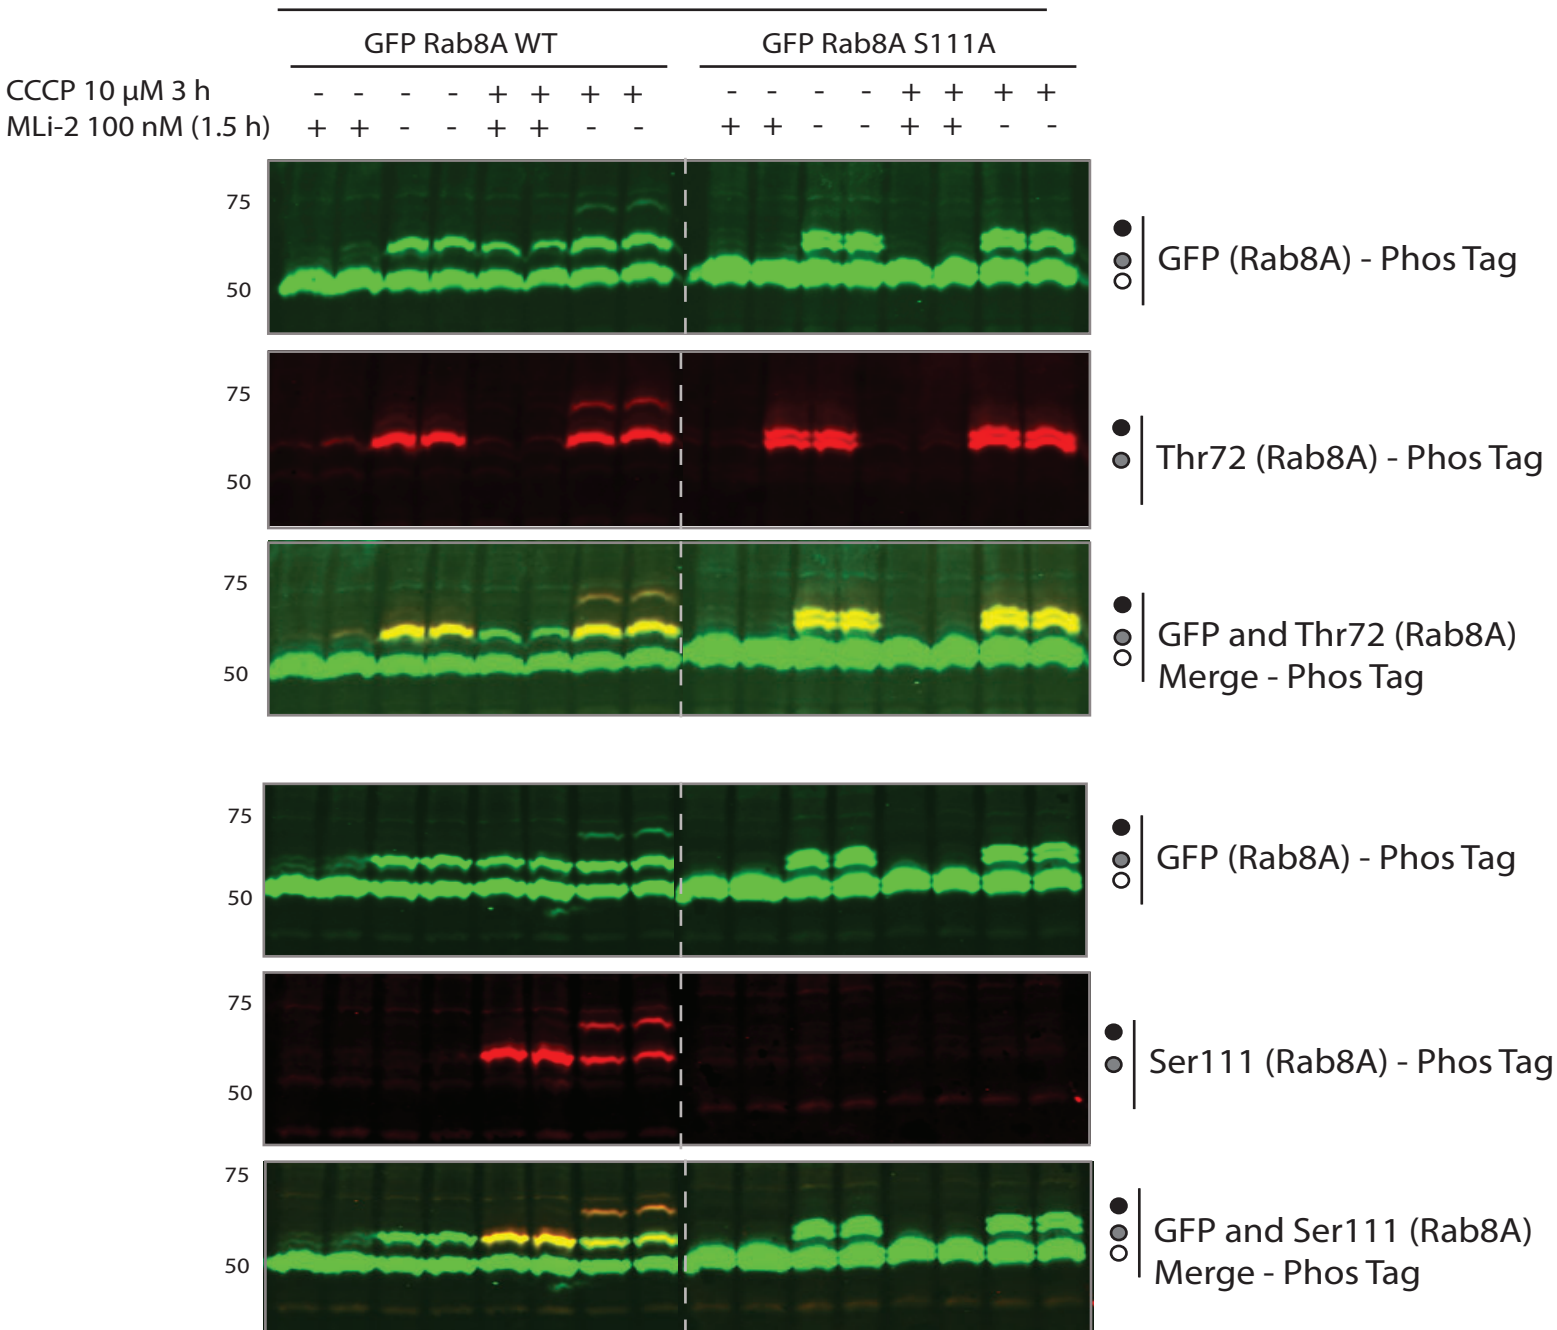 GFP Rab8A WT GFP Rab8A S111A
CCCP 10 µM 3 h - - - - + + + + - - - - + + + +
MLi-2 100 nM (1.5 h) + + - - + + - - + + - - + + - -
75
50
GFP (Rab8A) - Phos Tag
75
50
Thr72 (Rab8A) - Phos Tag
75
50
GFP and Thr72 (Rab8A)
Merge - Phos Tag
75
50
GFP (Rab8A) - Phos Tag
75
50
Ser111 (Rab8A) - Phos Tag
75
50
GFP and Ser111 (Rab8A)
Merge - Phos Tag